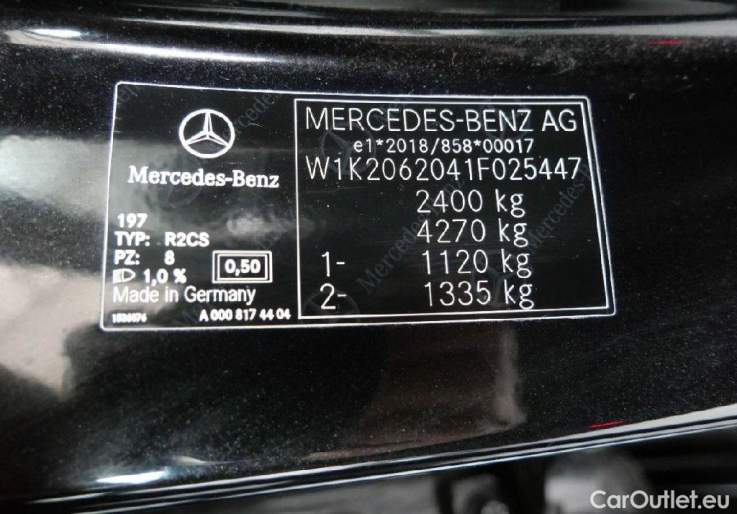 Mercedes-Benz
197
TYP: R2CS
PZ: 8
1,0 %
0,50
Made in Germany
A 000 817 44 04
MERCEDES-BENZ AG
e1*2018/858*00017
W1K2062041F025447
2400 kg
4270 kg
1- 1120 kg
2- 1335 kg
CarOutlet.eu